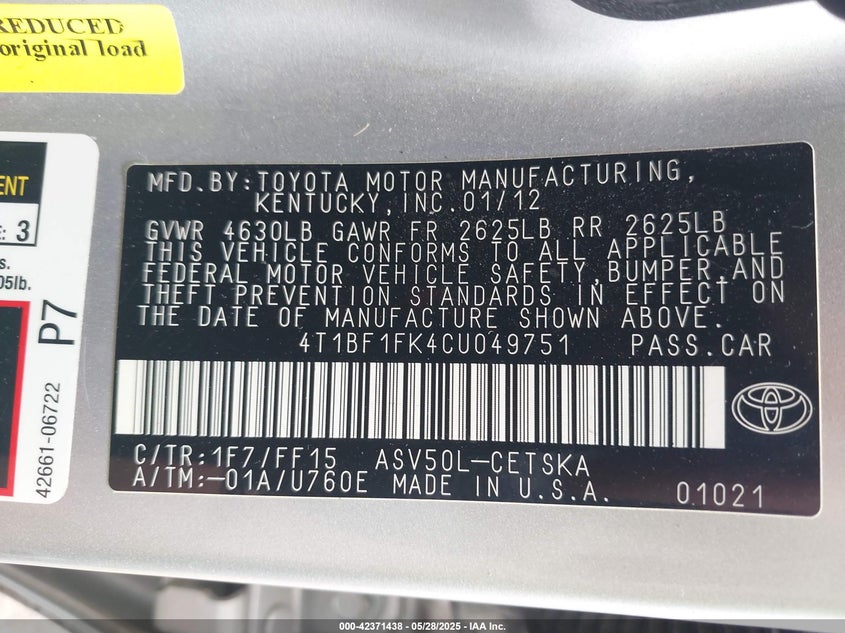 REDUCED
original load
ENT
: 3
s.
05lb.
P7
42661-06722
MFD.BY:TOYOTA MOTOR MANUFACTURING,
KENTUCKY,INC.01/12
GVWR 4630LB GAWR FR 2625LB RR 2625LB
THIS VEHICLE CONFORMS TO ALL APPLICABLE
FEDERAL MOTOR VEHICLE SAFETY,BUMPER,AND
THEFT PREVENTION STANDARDS IN EFFECT ON
THE DATE OF MANUFACTURE SHOWN ABOVE.
4T1BF1FK4CU049751 PASS.CAR
C/TR:1F7/FF15 ASV50L-CETSKA
A/TM:-01A/U760E MADE IN U.S.A. 01021
000-42371438 - 05/28/2025 - IAA Inc.